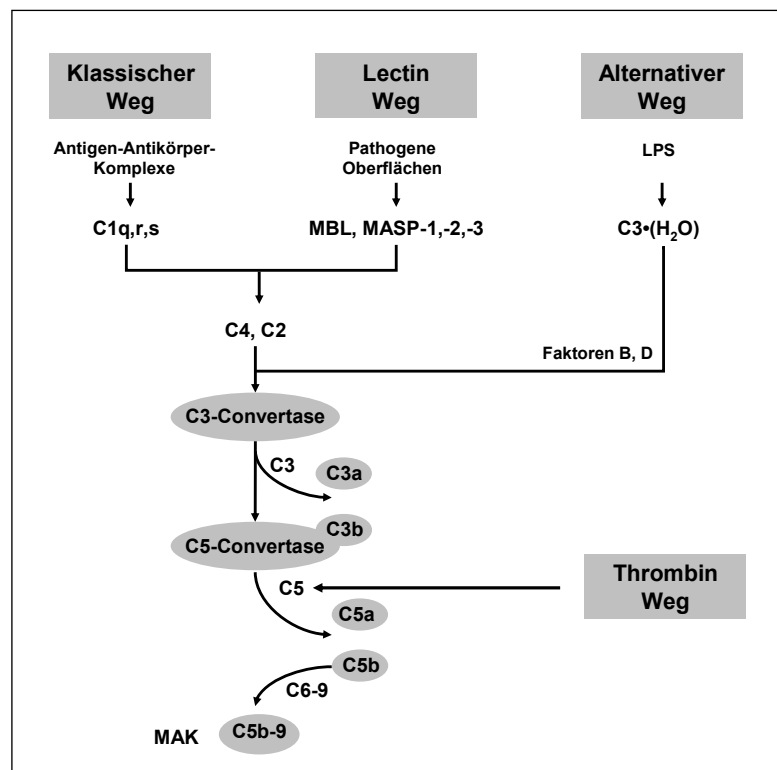 Klassischer
Weg
Lectin
Weg
Alternativer
Weg
Antigen-Antikörper-
Komplexe
Pathogene
Oberflächen
LPS
C1q,r,s
MBL, MASP-1,-2,-3
C3•(H₂O)
C4, C2
Faktoren B, D
C3-Convertase
C3
C3a
C3b
C5-Convertase
Thrombin
Weg
C5
C5a
C5b
C6-9
MAK
C5b-9